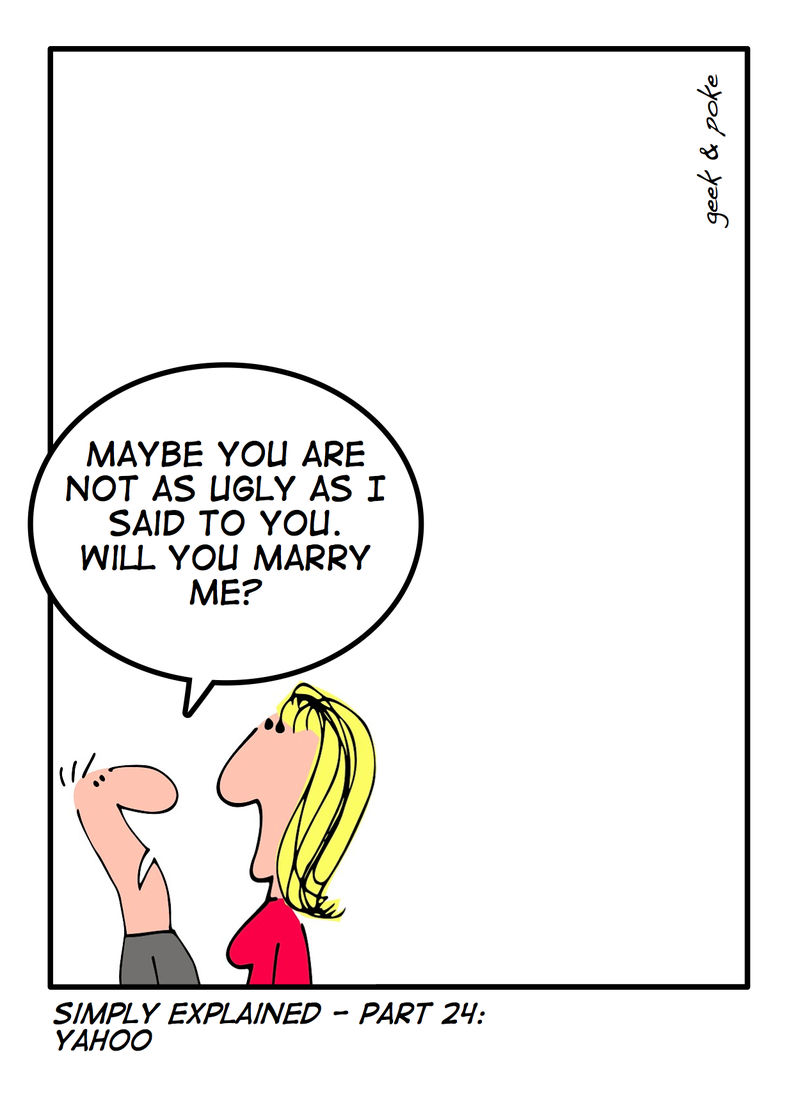 geek & poke
MAYBE YOU ARE
NOT AS UGLY AS I
SAID TO YOU.
WILL YOU MARRY
ME?
SIMPLY EXPLAINED - PART 24:
YAHOO